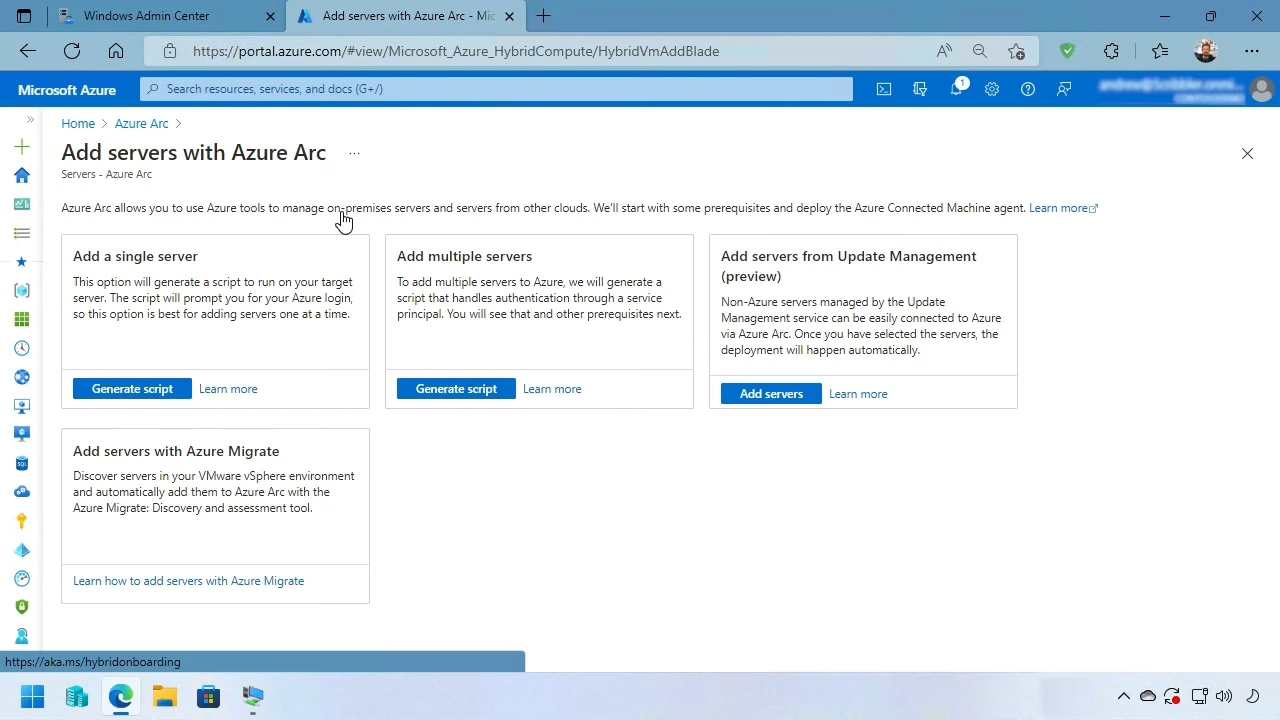 Windows Admin Center
Add servers with Azure Arc - Mic
https://portal.azure.com/#view/Microsoft_Azure_HybridCompute/HybridVmAddBlade
Microsoft Azure
Search resources, services, and docs (G+/)
1
Home > Azure Arc >
Add servers with Azure Arc ...
Servers - Azure Arc
Azure Arc allows you to use Azure tools to manage on-premises servers and servers from other clouds. We'll start with some prerequisites and deploy the Azure Connected Machine agent. Learn more
Add a single server
This option will generate a script to run on your target
server. The script will prompt you for your Azure login,
so this option is best for adding servers one at a time.
Generate script
Learn more
Add multiple servers
To add multiple servers to Azure, we will generate a
script that handles authentication through a service
principal. You will see that and other prerequisites next.
Generate script
Learn more
Add servers from Update Management
(preview)
Non-Azure servers managed by the Update
Management service can be easily connected to Azure
via Azure Arc. Once you have selected the servers, the
deployment will happen automatically.
Add servers
Learn more
Add servers with Azure Migrate
Discover servers in your VMware vSphere environment
and automatically add them to Azure Arc with the
Azure Migrate: Discovery and assessment tool.
Learn how to add servers with Azure Migrate
https://aka.ms/hybridonboarding